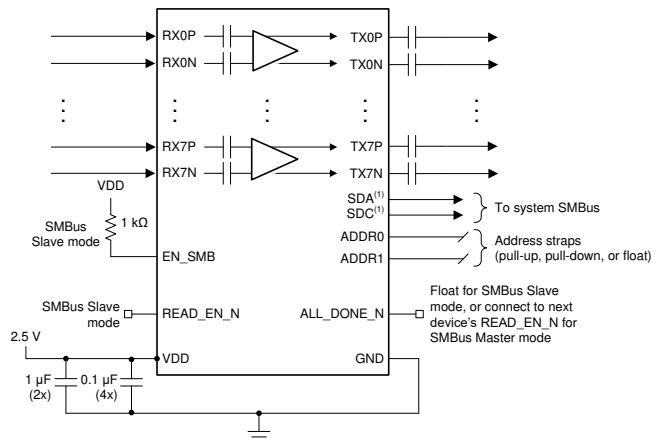 RX0P
TX0P
RX0N
TX0N
RX7P
TX7P
RX7N
TX7N
VDD
1 kΩ
SMBus
Slave mode
EN_SMB
SDA(1)
SDC(1)
To system SMBus
ADDR0
ADDR1
Address straps
(pull-up, pull-down, or float)
SMBus Slave
mode
READ_EN_N
ALL_DONE_N
Float for SMBus Slave
mode, or connect to next
device's READ_EN_N for
SMBus Master mode
2.5 V
VDD
GND
1 µF
(2x)
0.1 µF
(4x)